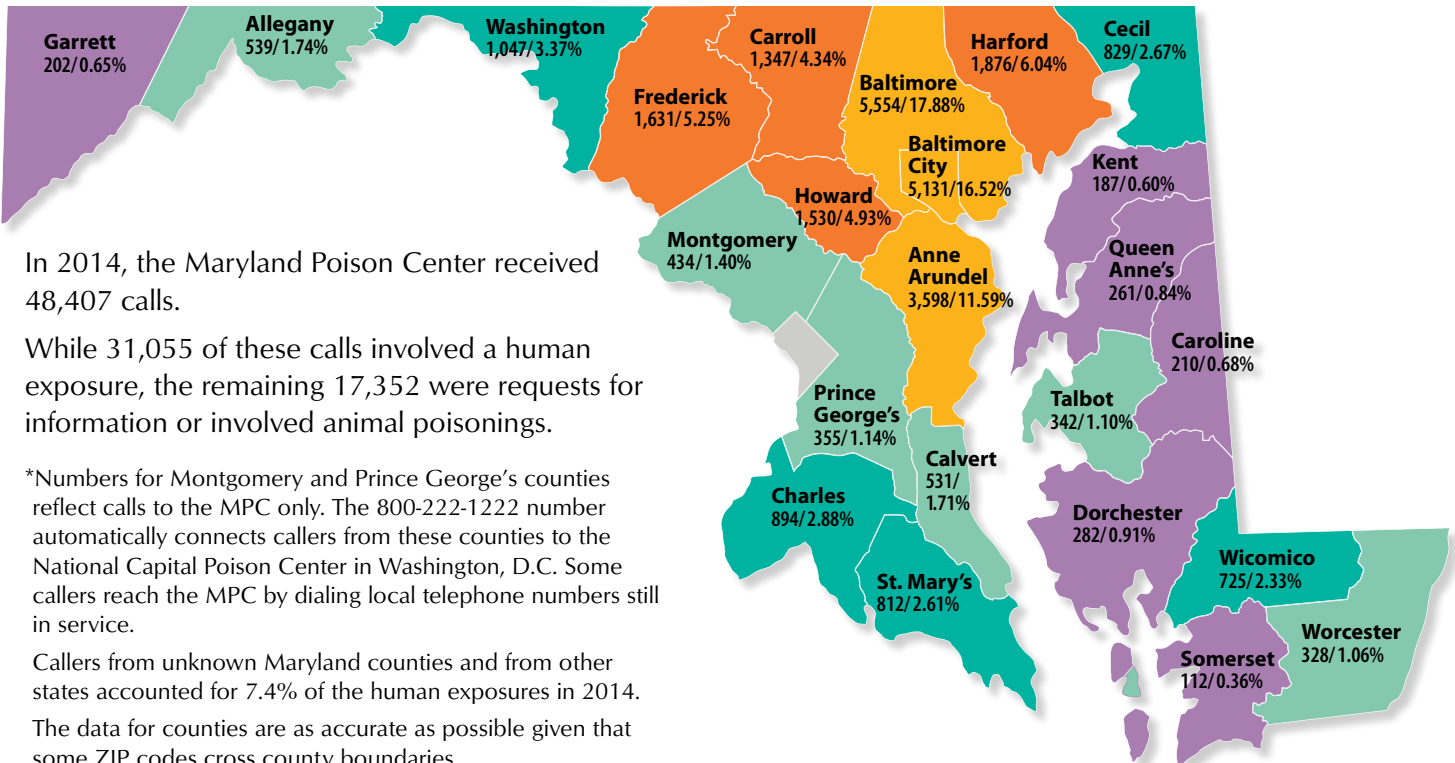 Garrett
202/0.65%
Allegany
539/1.74%
Washington
1,047/3.37%
Frederick
1,631/5.25%
Carroll
1,347/4.34%
Baltimore
5,554/17.88%
Baltimore
City
5,131/16.52%
Harford
1,876/6.04%
Cecil
829/2.67%
Kent
187/0.60%
Howard
1,530/4.93%
Montgomery
434/1.40%
Anne
Arundel
3,598/11.59%
Queen
Anne's
261/0.84%
Caroline
210/0.68%
Talbot
342/1.10%
Prince
George's
355/1.14%
Calvert
531/
1.71%
Charles
894/2.88%
St. Mary's
812/2.61%
Dorchester
282/0.91%
Wicomico
725/2.33%
Somerset
112/0.36%
Worcester
328/1.06%
In 2014, the Maryland Poison Center received
48,407 calls.
While 31,055 of these calls involved a human
exposure, the remaining 17,352 were requests for
information or involved animal poisonings.
*Numbers for Montgomery and Prince George's counties
reflect calls to the MPC only. The 800-222-1222 number
automatically connects callers from these counties to the
National Capital Poison Center in Washington, D.C. Some
callers reach the MPC by dialing local telephone numbers still
in service.
Callers from unknown Maryland counties and from other
states accounted for 7.4% of the human exposures in 2014.
The data for counties are as accurate as possible given that
some ZIP codes cross county boundaries